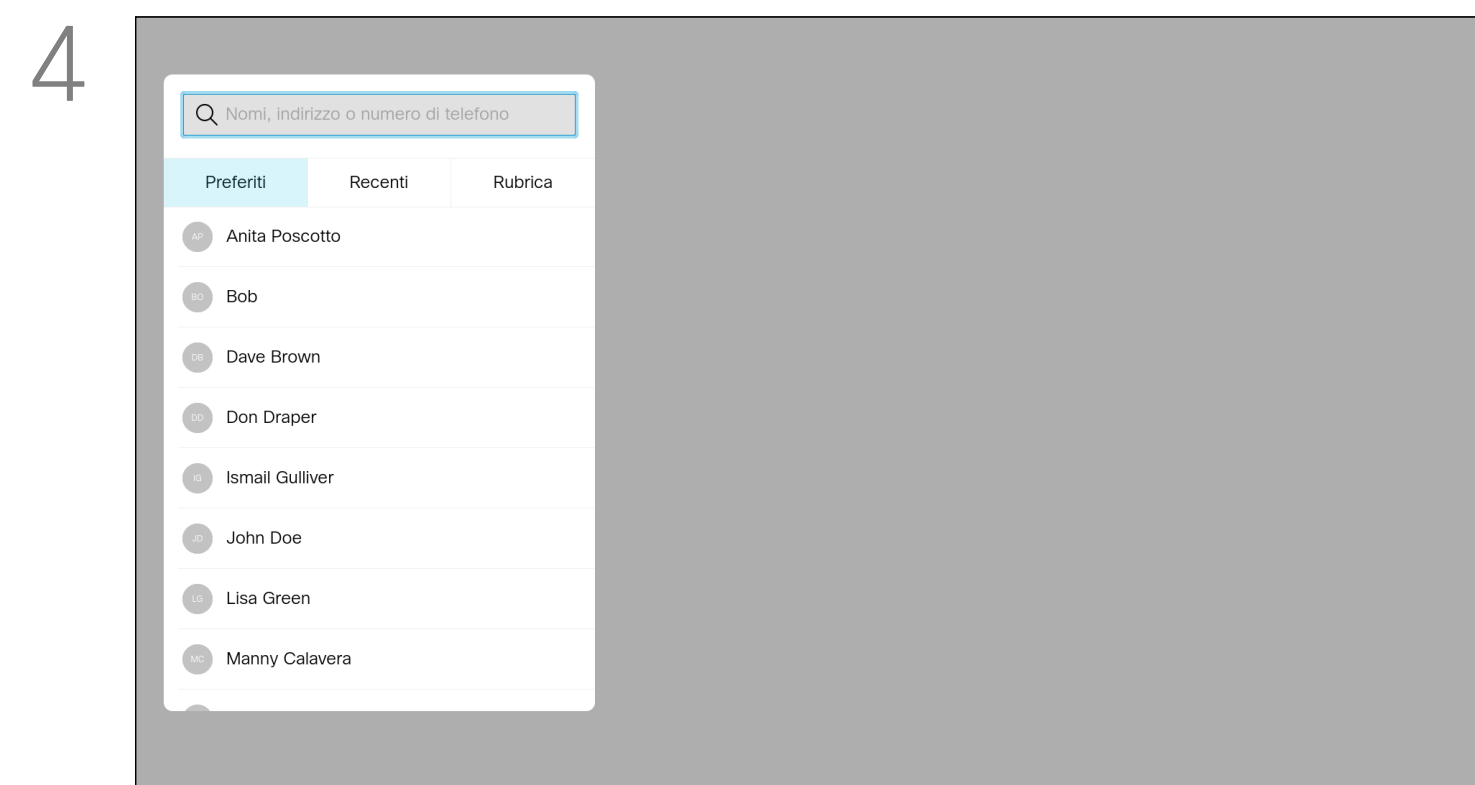 4
Nomi, indirizzo o numero di telefono
Preferiti Recenti Rubrica
AP Anita Poscotto
BO Bob
DB Dave Brown
DD Don Draper
IG Ismail Gulliver
JD John Doe
LG Lisa Green
MC Manny Calavera